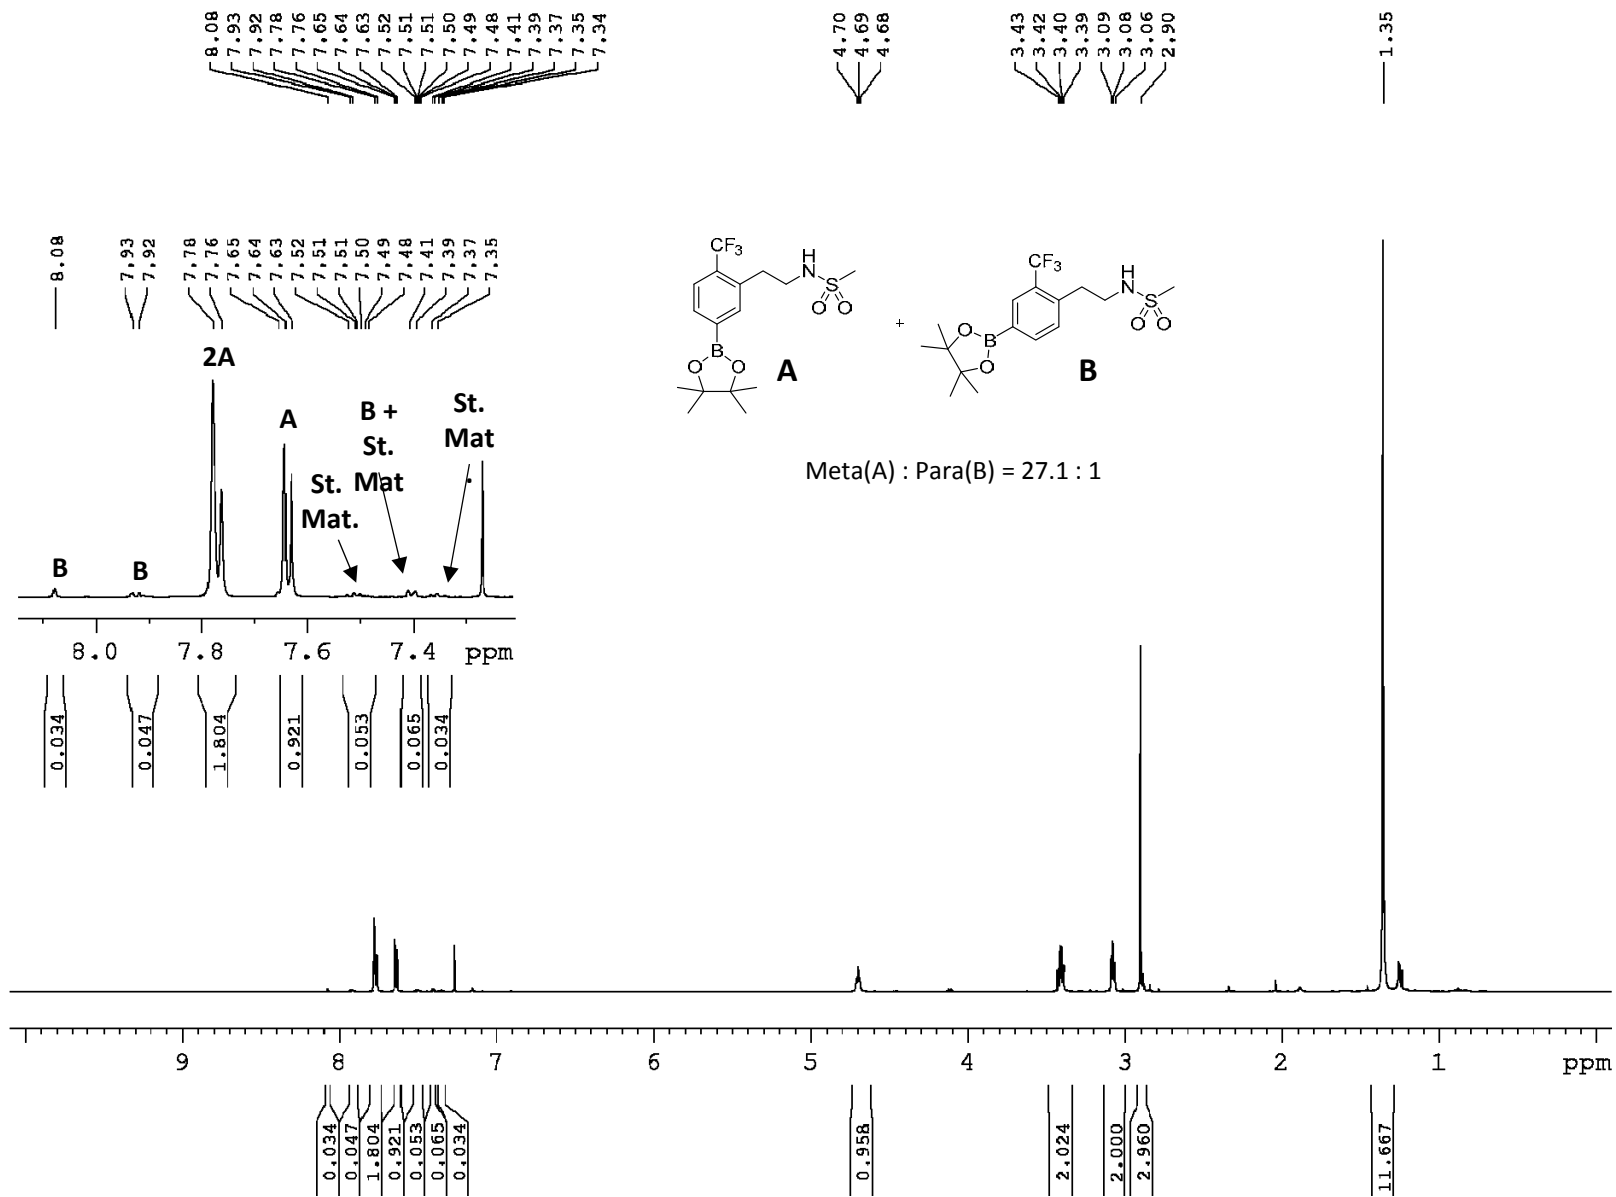 8.08
7.93
7.92
7.78
7.76
7.65
7.64
7.63
7.52
7.51
7.51
7.50
7.49
7.48
7.41
7.39
7.37
7.35
7.34
4.70
4.69
4.68
3.43
3.42
3.40
3.39
3.09
3.08
3.06
2.90
1.35
8.08
7.93
7.92
7.78
7.76
7.65
7.64
7.63
7.52
7.51
7.51
7.50
7.49
7.48
7.41
7.39
7.37
7.35
2A
A
B +
St.
Mat
St.
Mat
.
St.
Mat.
B
B
8.0 7.8 7.6 7.4 ppm
0.034
0.047
1.804
0.921
0.053
0.065
0.034
CF3
H
N
S
O O
B
O O
A
+
CF3
H
N
S
O O
O
B
O
B
Meta(A) : Para(B) = 27.1 : 1
9 8 7 6 5 4 3 2 1 ppm
0.034
0.047
1.804
0.921
0.053
0.065
0.034
0.958
2.024
2.000
2.960
11.667